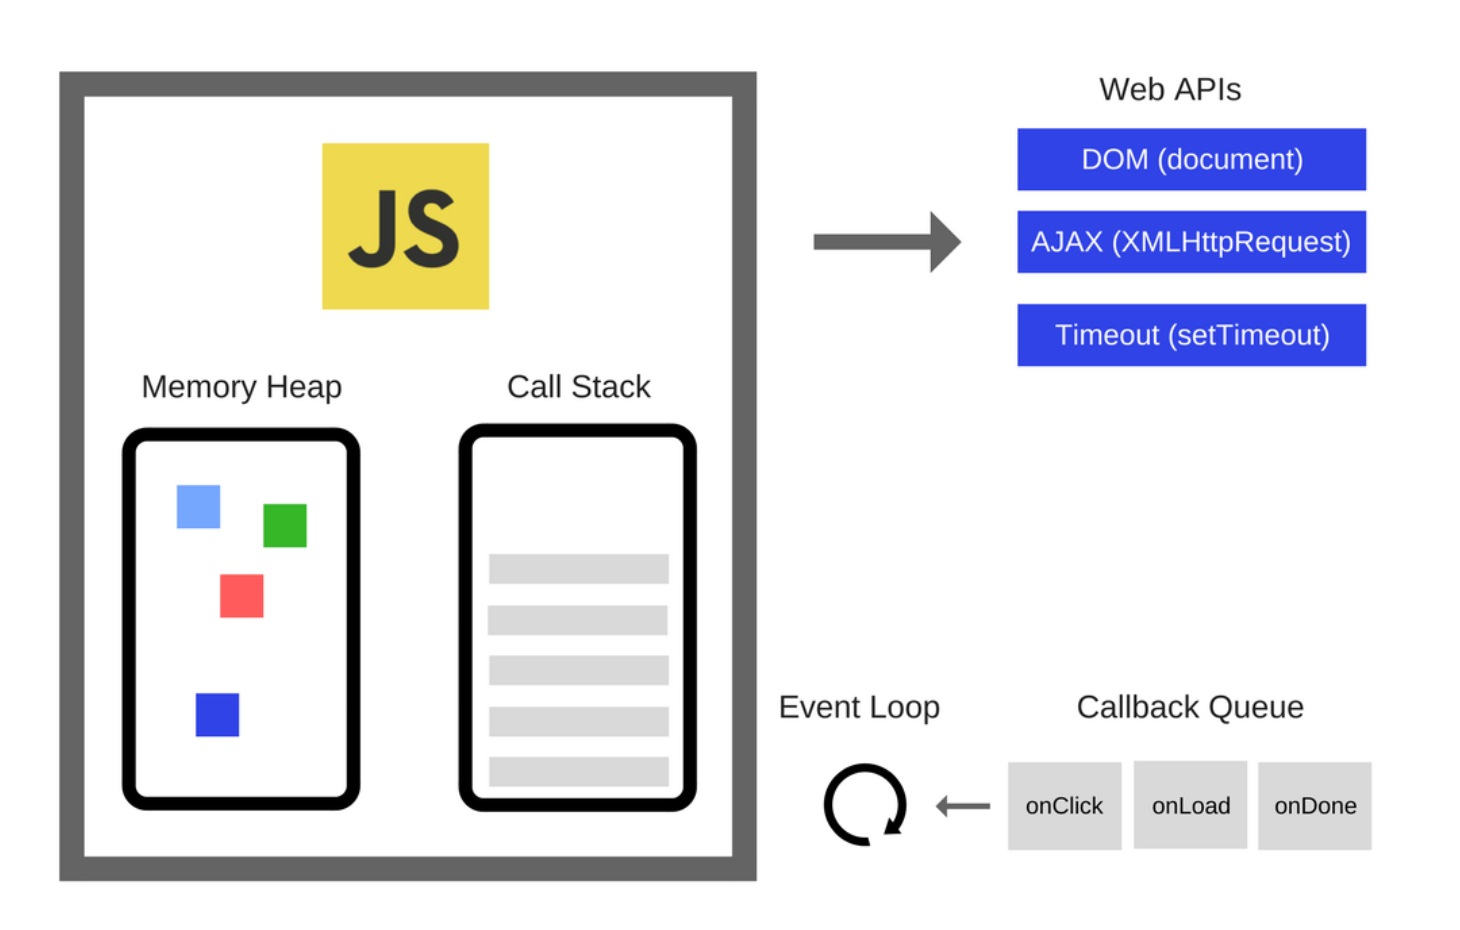 JS
Memory Heap
Call Stack
Web APIs
DOM (document)
AJAX (XMLHttpRequest)
Timeout (setTimeout)
Event Loop
Callback Queue
onClick
onLoad
onDone